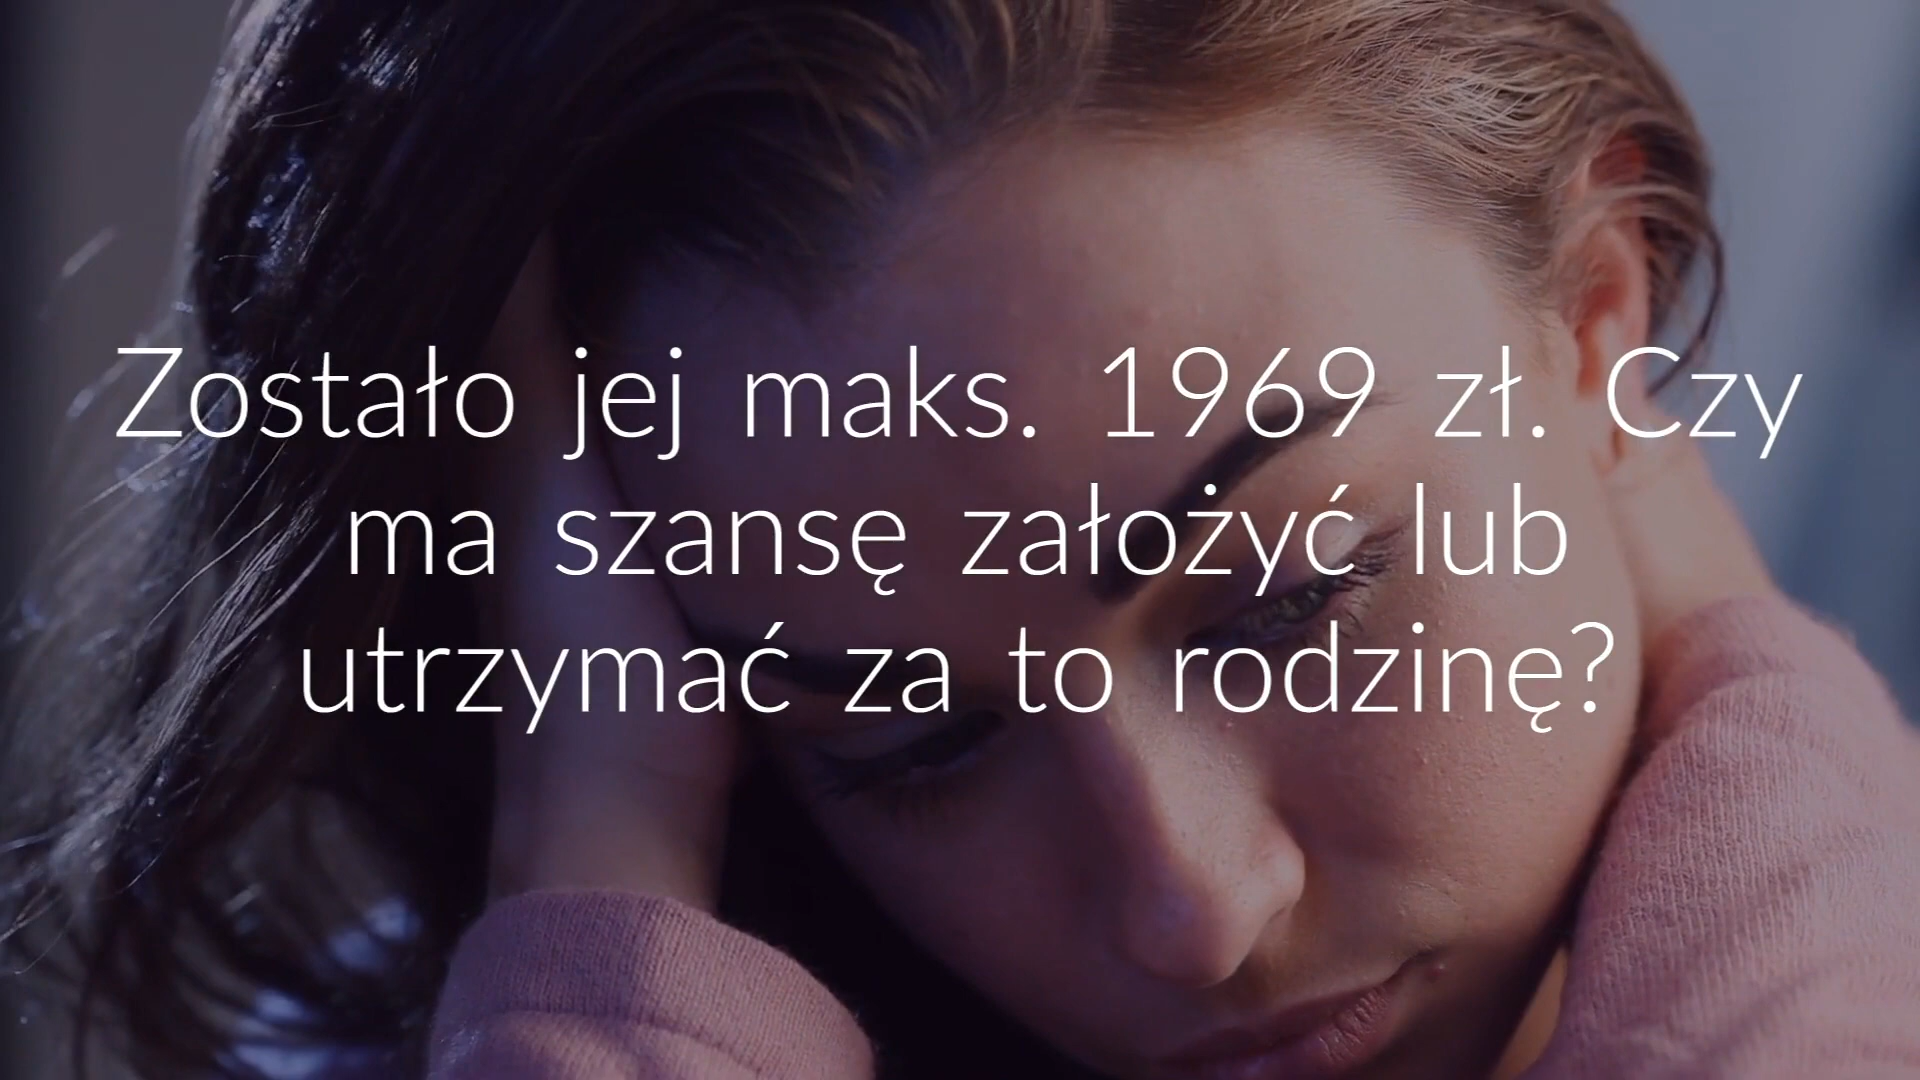 Zostało jej maks. 1969 zł. Czy
ma szansę założyć lub
utrzymać za to rodzinę?